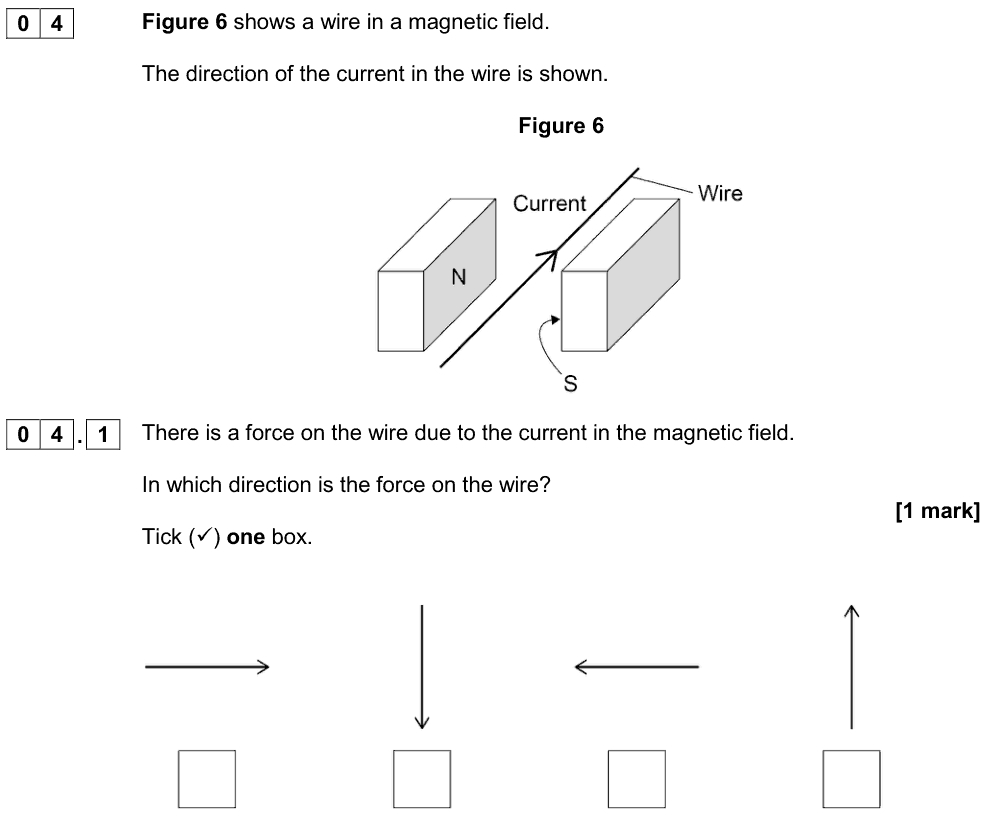 0 4 Figure 6 shows a wire in a magnetic field.
The direction of the current in the wire is shown.
Figure 6
Current
Wire
N
S
0 4 . 1 There is a force on the wire due to the current in the magnetic field.
In which direction is the force on the wire?
[1 mark]
Tick (✓) one box.